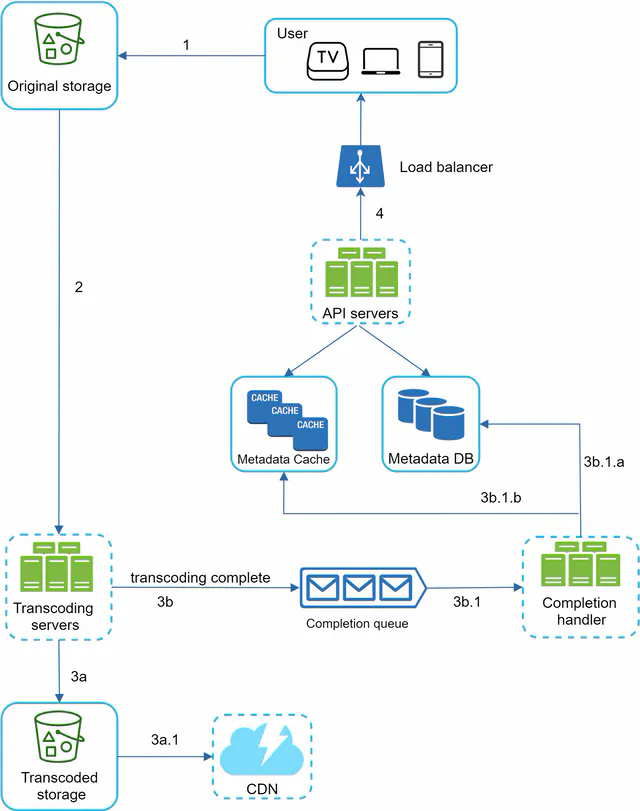 User
TV
1
Original storage
Load balancer
4
2
API servers
CACHE
CACHE
CACHE
Metadata Cache
Metadata DB
3b.1.a
3b.1.b
transcoding complete
3b
3b.1
Transcoding
servers
Completion queue
Completion
handler
3a
3a.1
Transcoded
storage
CDN